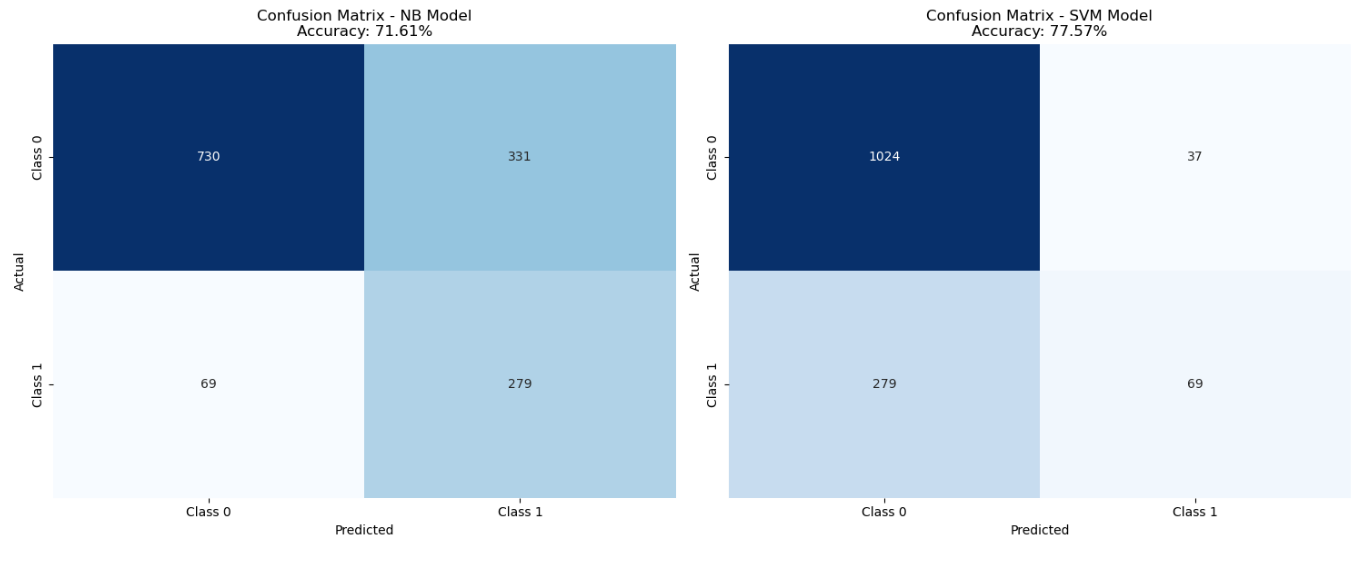 Confusion Matrix - NB Model
Accuracy: 71.61%
Actual
Class 0
730
331
Class 1
69
279
Class 0
Class 1
Predicted
Confusion Matrix - SVM Model
Accuracy: 77.57%
Actual
Class 0
1024
37
Class 1
279
69
Class 0
Class 1
Predicted